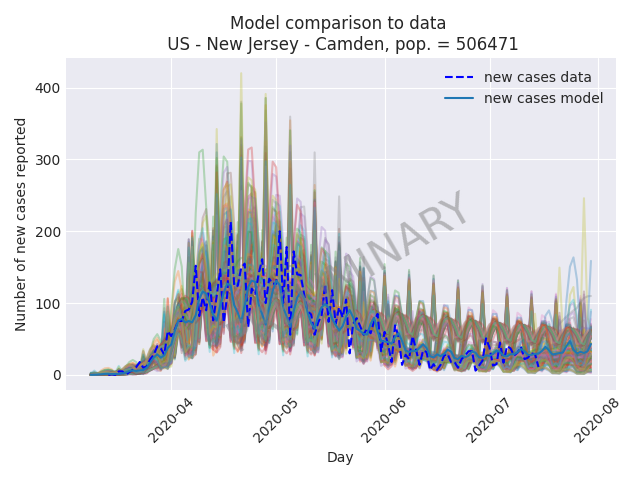 Model comparison to data
US - New Jersey - Camden, pop. = 506471
new cases data
new cases model
400
300
200
100
0
Number of new cases reported
2020-04
2020-05
2020-06
2020-07
2020-08
Day